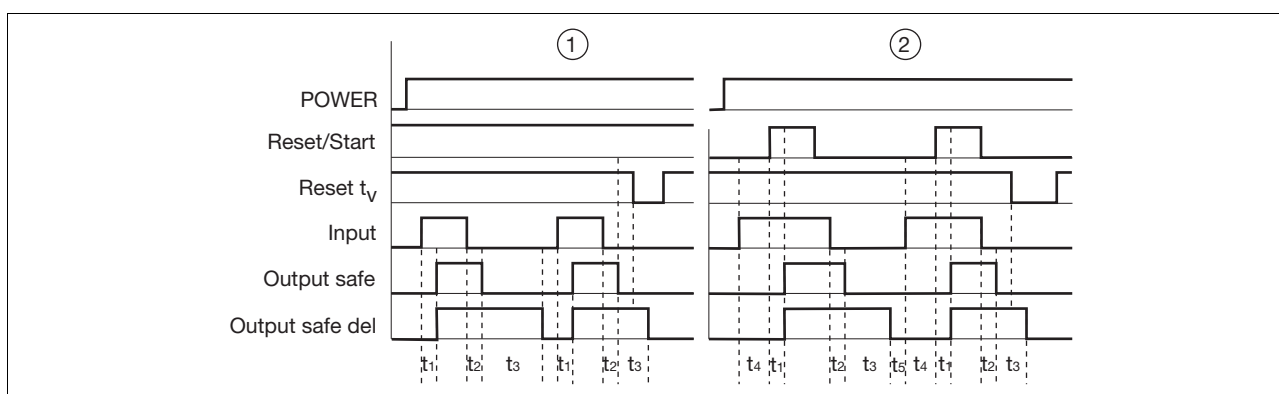 ① ②
POWER
Reset/Start
Reset tV
Input
Output safe
Output safe del
t1 t2 t3 t1 t2 t3 t4 t1 t2 t3 t5 t4 t1 t2 t3